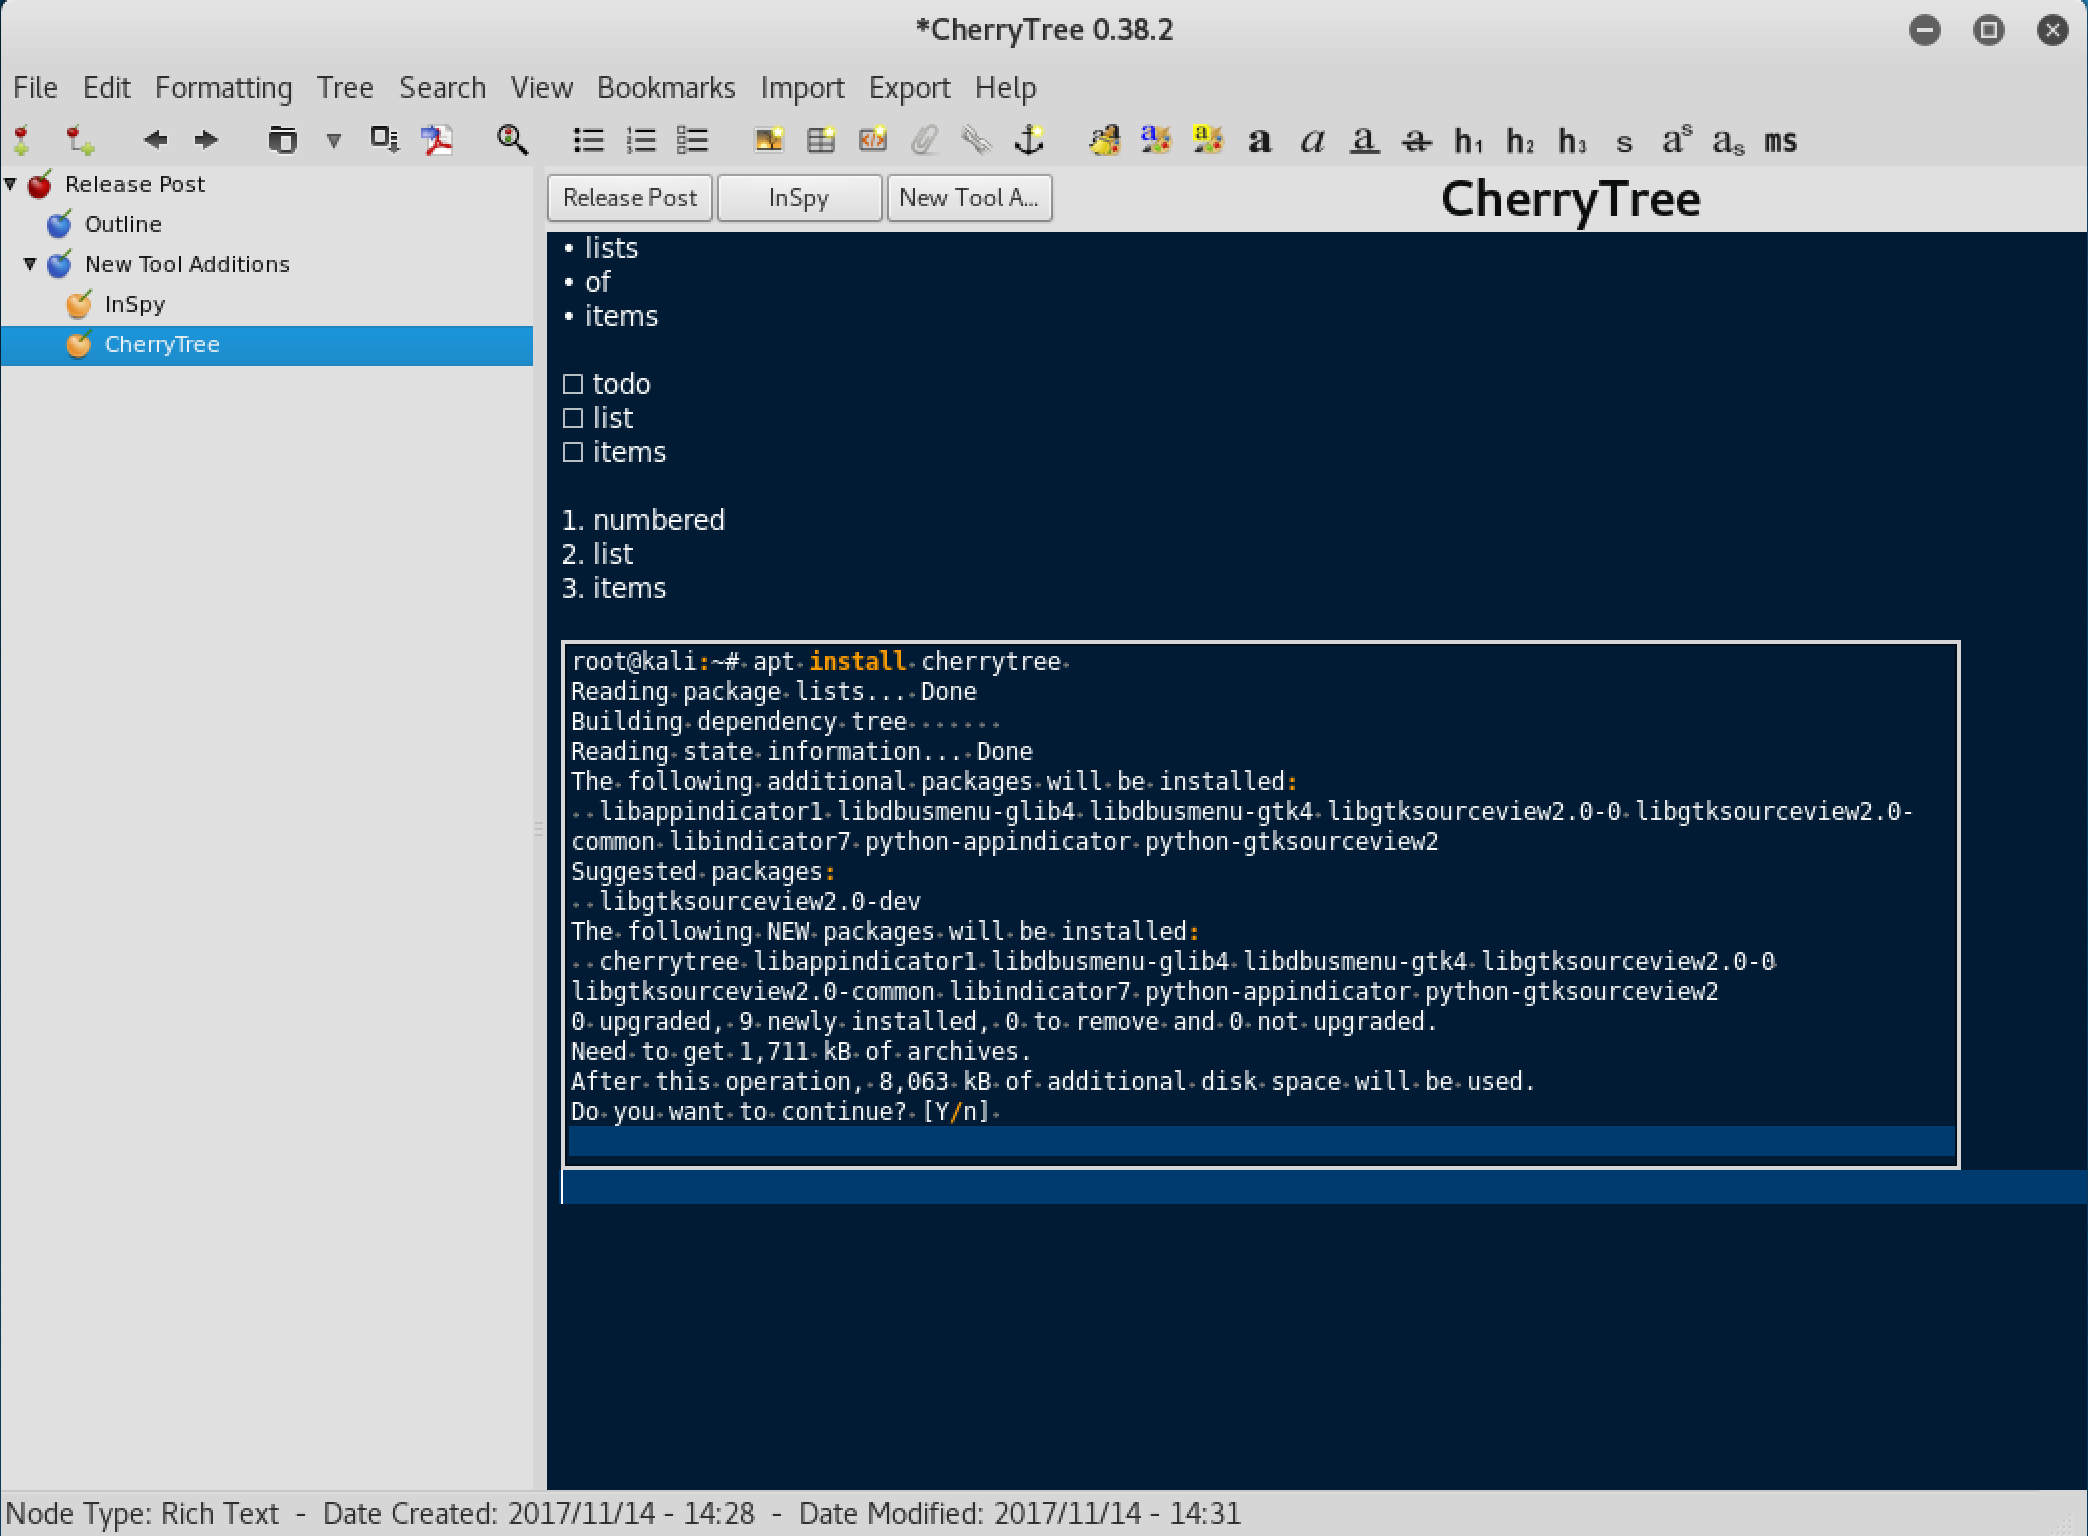 *CherryTree 0.38.2
File Edit Formatting Tree Search View Bookmarks Import Export Help
a a a a h1 h2 h3 s as as ms
Release Post
Outline
New Tool Additions
InSpy
CherryTree
Release Post InSpy New Tool A... CherryTree
• lists
• of
• items
☐ todo
☐ list
☐ items
1. numbered
2. list
3. items
root@kali:~# apt install cherrytree
Reading package lists... Done
Building dependency tree
Reading state information... Done
The following additional packages will be installed:
libappindicator1 libdbusmenu-glib4 libdbusmenu-gtk4 libgtksourceview2.0-0 libgtksourceview2.0-
common libindicator7 python-appindicator python-gtksourceview2
Suggested packages:
libgtksourceview2.0-dev
The following NEW packages will be installed:
cherrytree libappindicator1 libdbusmenu-glib4 libdbusmenu-gtk4 libgtksourceview2.0-0
libgtksourceview2.0-common libindicator7 python-appindicator python-gtksourceview2
0 upgraded, 9 newly installed, 0 to remove and 0 not upgraded.
Need to get 1,711 kB of archives.
After this operation, 8,063 kB of additional disk space will be used.
Do you want to continue? [Y/n]
Node Type: Rich Text - Date Created: 2017/11/14 - 14:28 - Date Modified: 2017/11/14 - 14:31